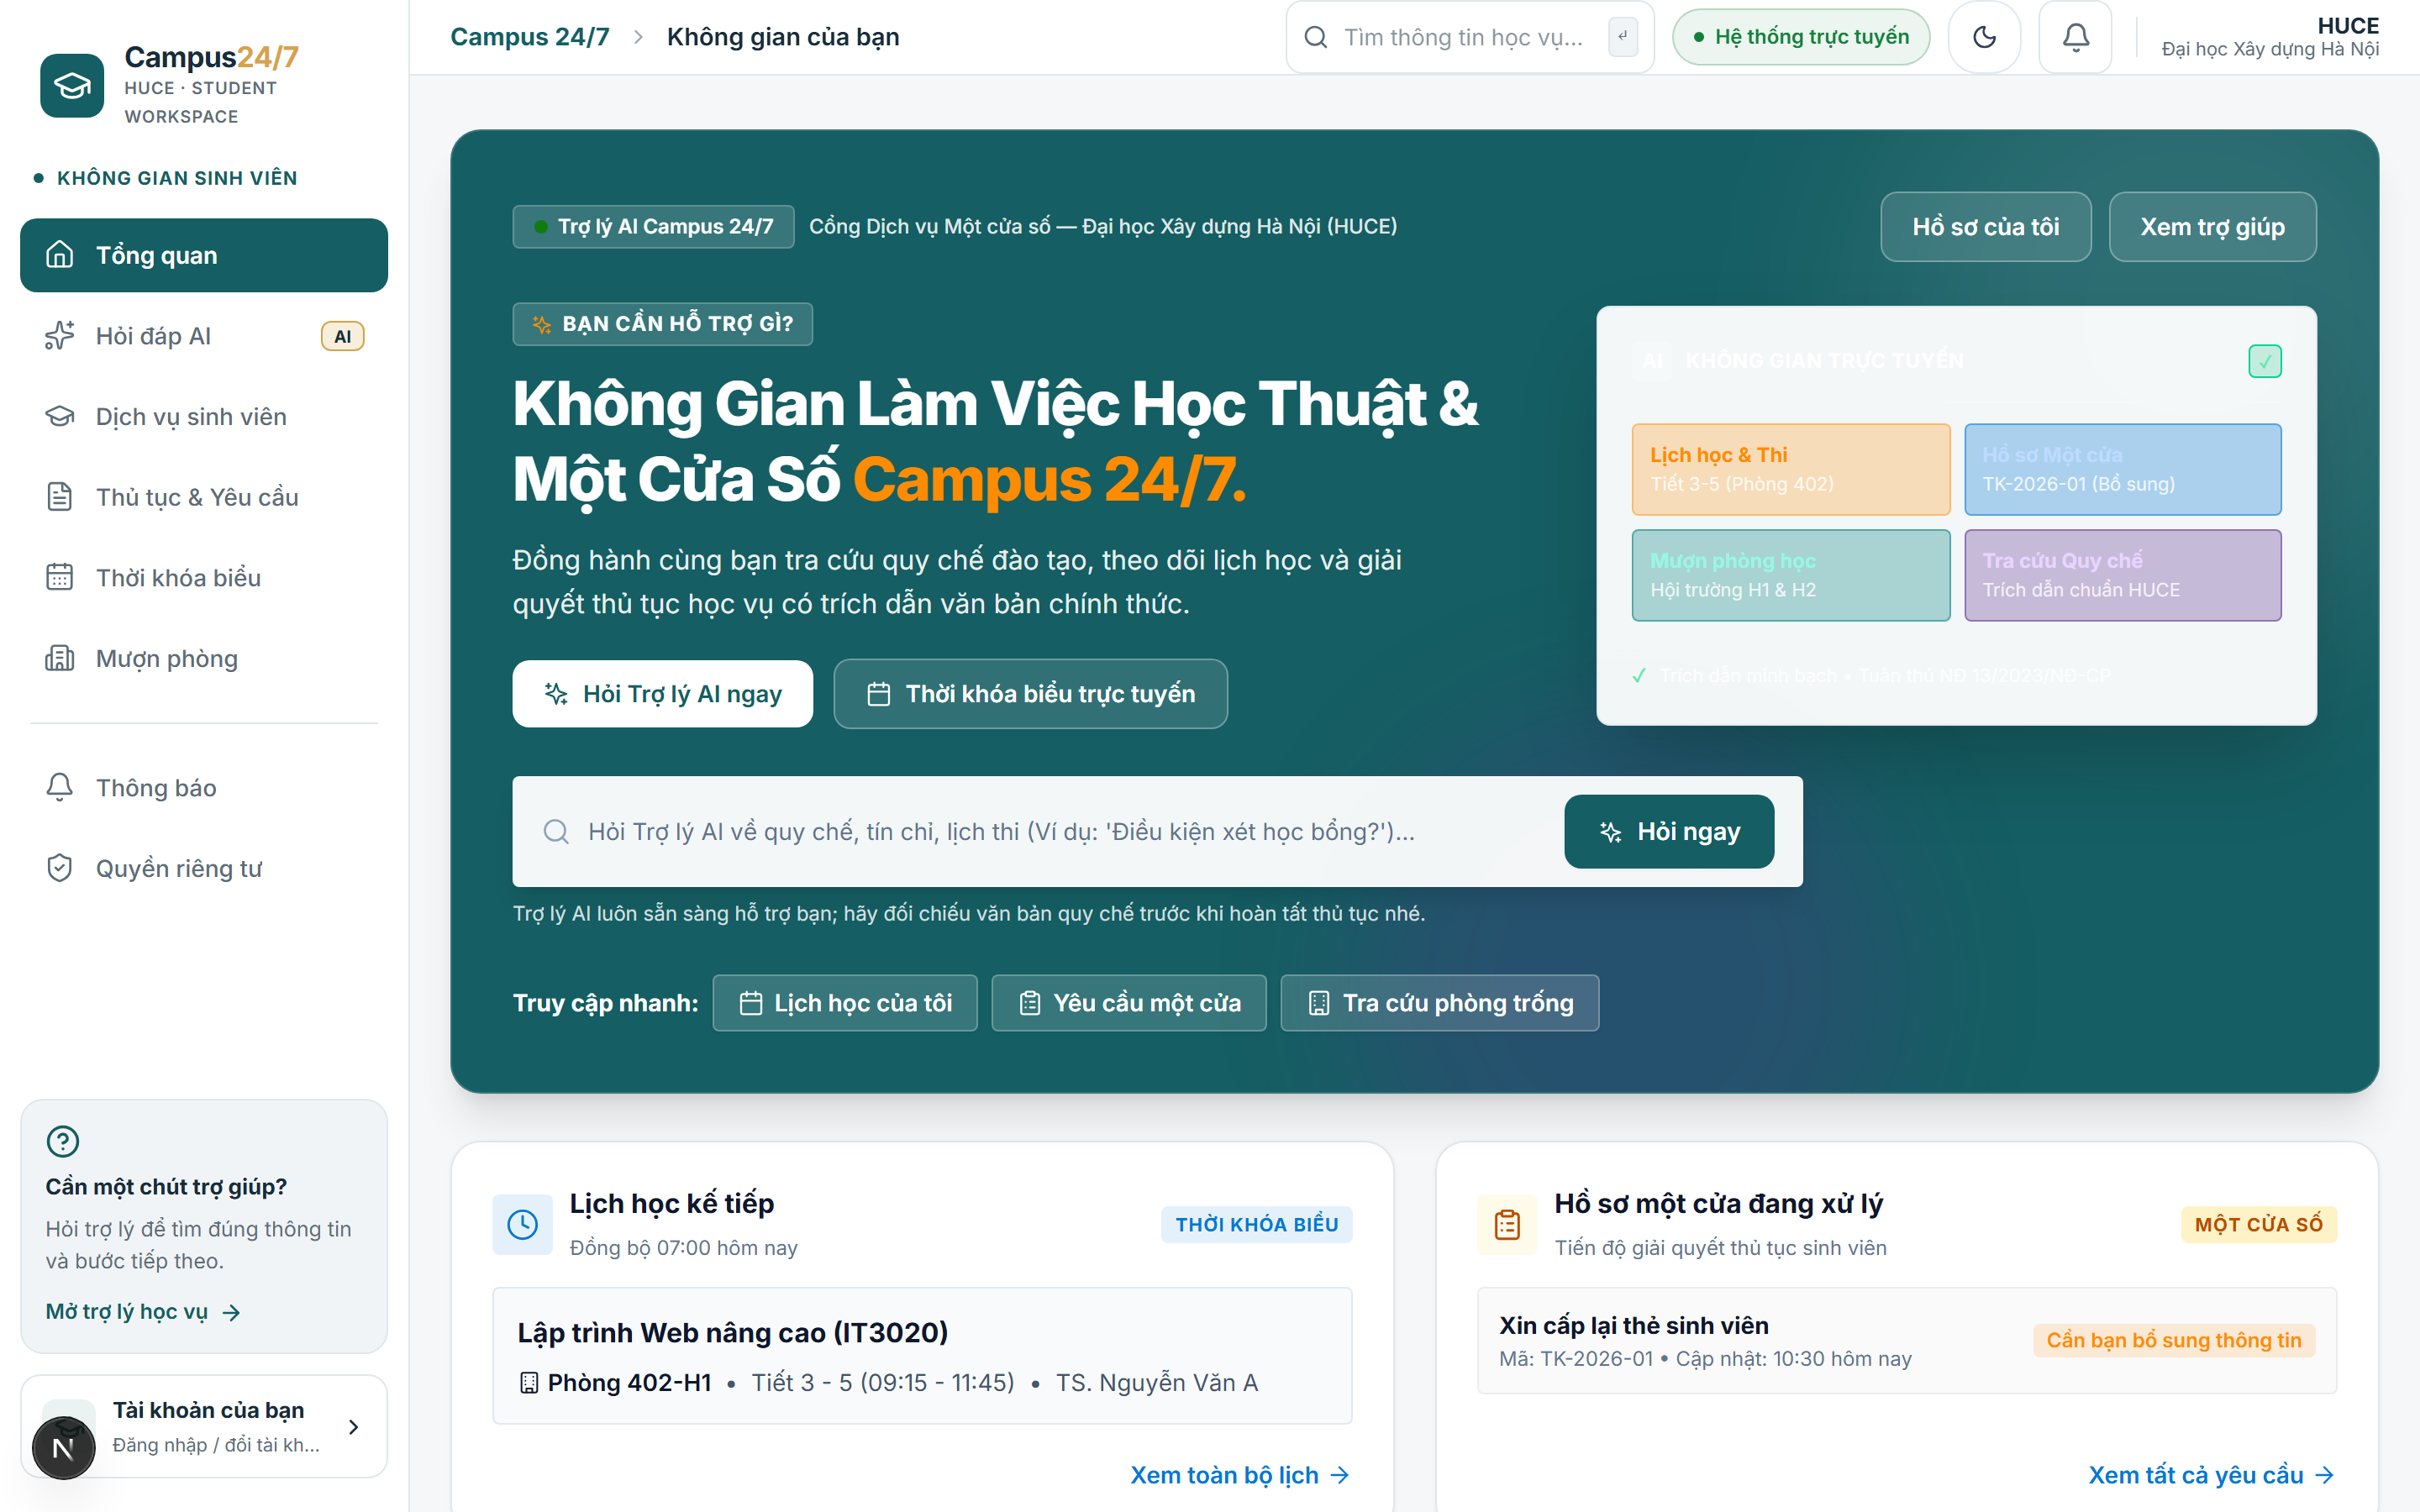 Campus24/7
HUCE · STUDENT
WORKSPACE
KHÔNG GIAN SINH VIÊN
Tổng quan
Hỏi đáp AI
AI
Dịch vụ sinh viên
Thủ tục & Yêu cầu
Thời khóa biểu
Mượn phòng
Thông báo
Quyền riêng tư
Cần một chút trợ giúp?
Hỏi trợ lý để tìm đúng thông tin
và bước tiếp theo.
Mở trợ lý học vụ
Tài khoản của bạn
Đăng nhập / đổi tài kh...
N
Campus 24/7
Không gian của bạn
Tìm thông tin học vụ...
Hệ thống trực tuyến
HUCE
Đại học Xây dựng Hà Nội
Trợ lý AI Campus 24/7
Cổng Dịch vụ Một cửa số — Đại học Xây dựng Hà Nội (HUCE)
Hồ sơ của tôi
Xem trợ giúp
BẠN CẦN HỖ TRỢ GÌ?
Không Gian Làm Việc Học Thuật &
Một Cửa Số Campus 24/7.
Đồng hành cùng bạn tra cứu quy chế đào tạo, theo dõi lịch học và giải
quyết thủ tục học vụ có trích dẫn văn bản chính thức.
Hỏi Trợ lý AI ngay
Thời khóa biểu trực tuyến
AI KHÔNG GIAN TRỰC TUYẾN
Lịch học & Thi
Tiết 3-5 (Phòng 402)
Hồ sơ Một cửa
TK-2026-01 (Bổ sung)
Mượn phòng học
Hội trường H1 & H2
Tra cứu Quy chế
Trích dẫn chuẩn HUCE
✓ Trích dẫn minh bạch • Tuân thủ NĐ 13/2023/NĐ-CP
Hỏi Trợ lý AI về quy chế, tín chỉ, lịch thi (Ví dụ: 'Điều kiện xét học bổng?')...
Hỏi ngay
Trợ lý AI luôn sẵn sàng hỗ trợ bạn; hãy đối chiếu văn bản quy chế trước khi hoàn tất thủ tục nhé.
Truy cập nhanh:
Lịch học của tôi
Yêu cầu một cửa
Tra cứu phòng trống
Lịch học kế tiếp
Đồng bộ 07:00 hôm nay
THỜI KHÓA BIỂU
Lập trình Web nâng cao (IT3020)
Phòng 402-H1 • Tiết 3 - 5 (09:15 - 11:45) • TS. Nguyễn Văn A
Xem toàn bộ lịch
Hồ sơ một cửa đang xử lý
Tiến độ giải quyết thủ tục sinh viên
MỘT CỬA SỐ
Xin cấp lại thẻ sinh viên
Mã: TK-2026-01 • Cập nhật: 10:30 hôm nay
Cần bạn bổ sung thông tin
Xem tất cả yêu cầu